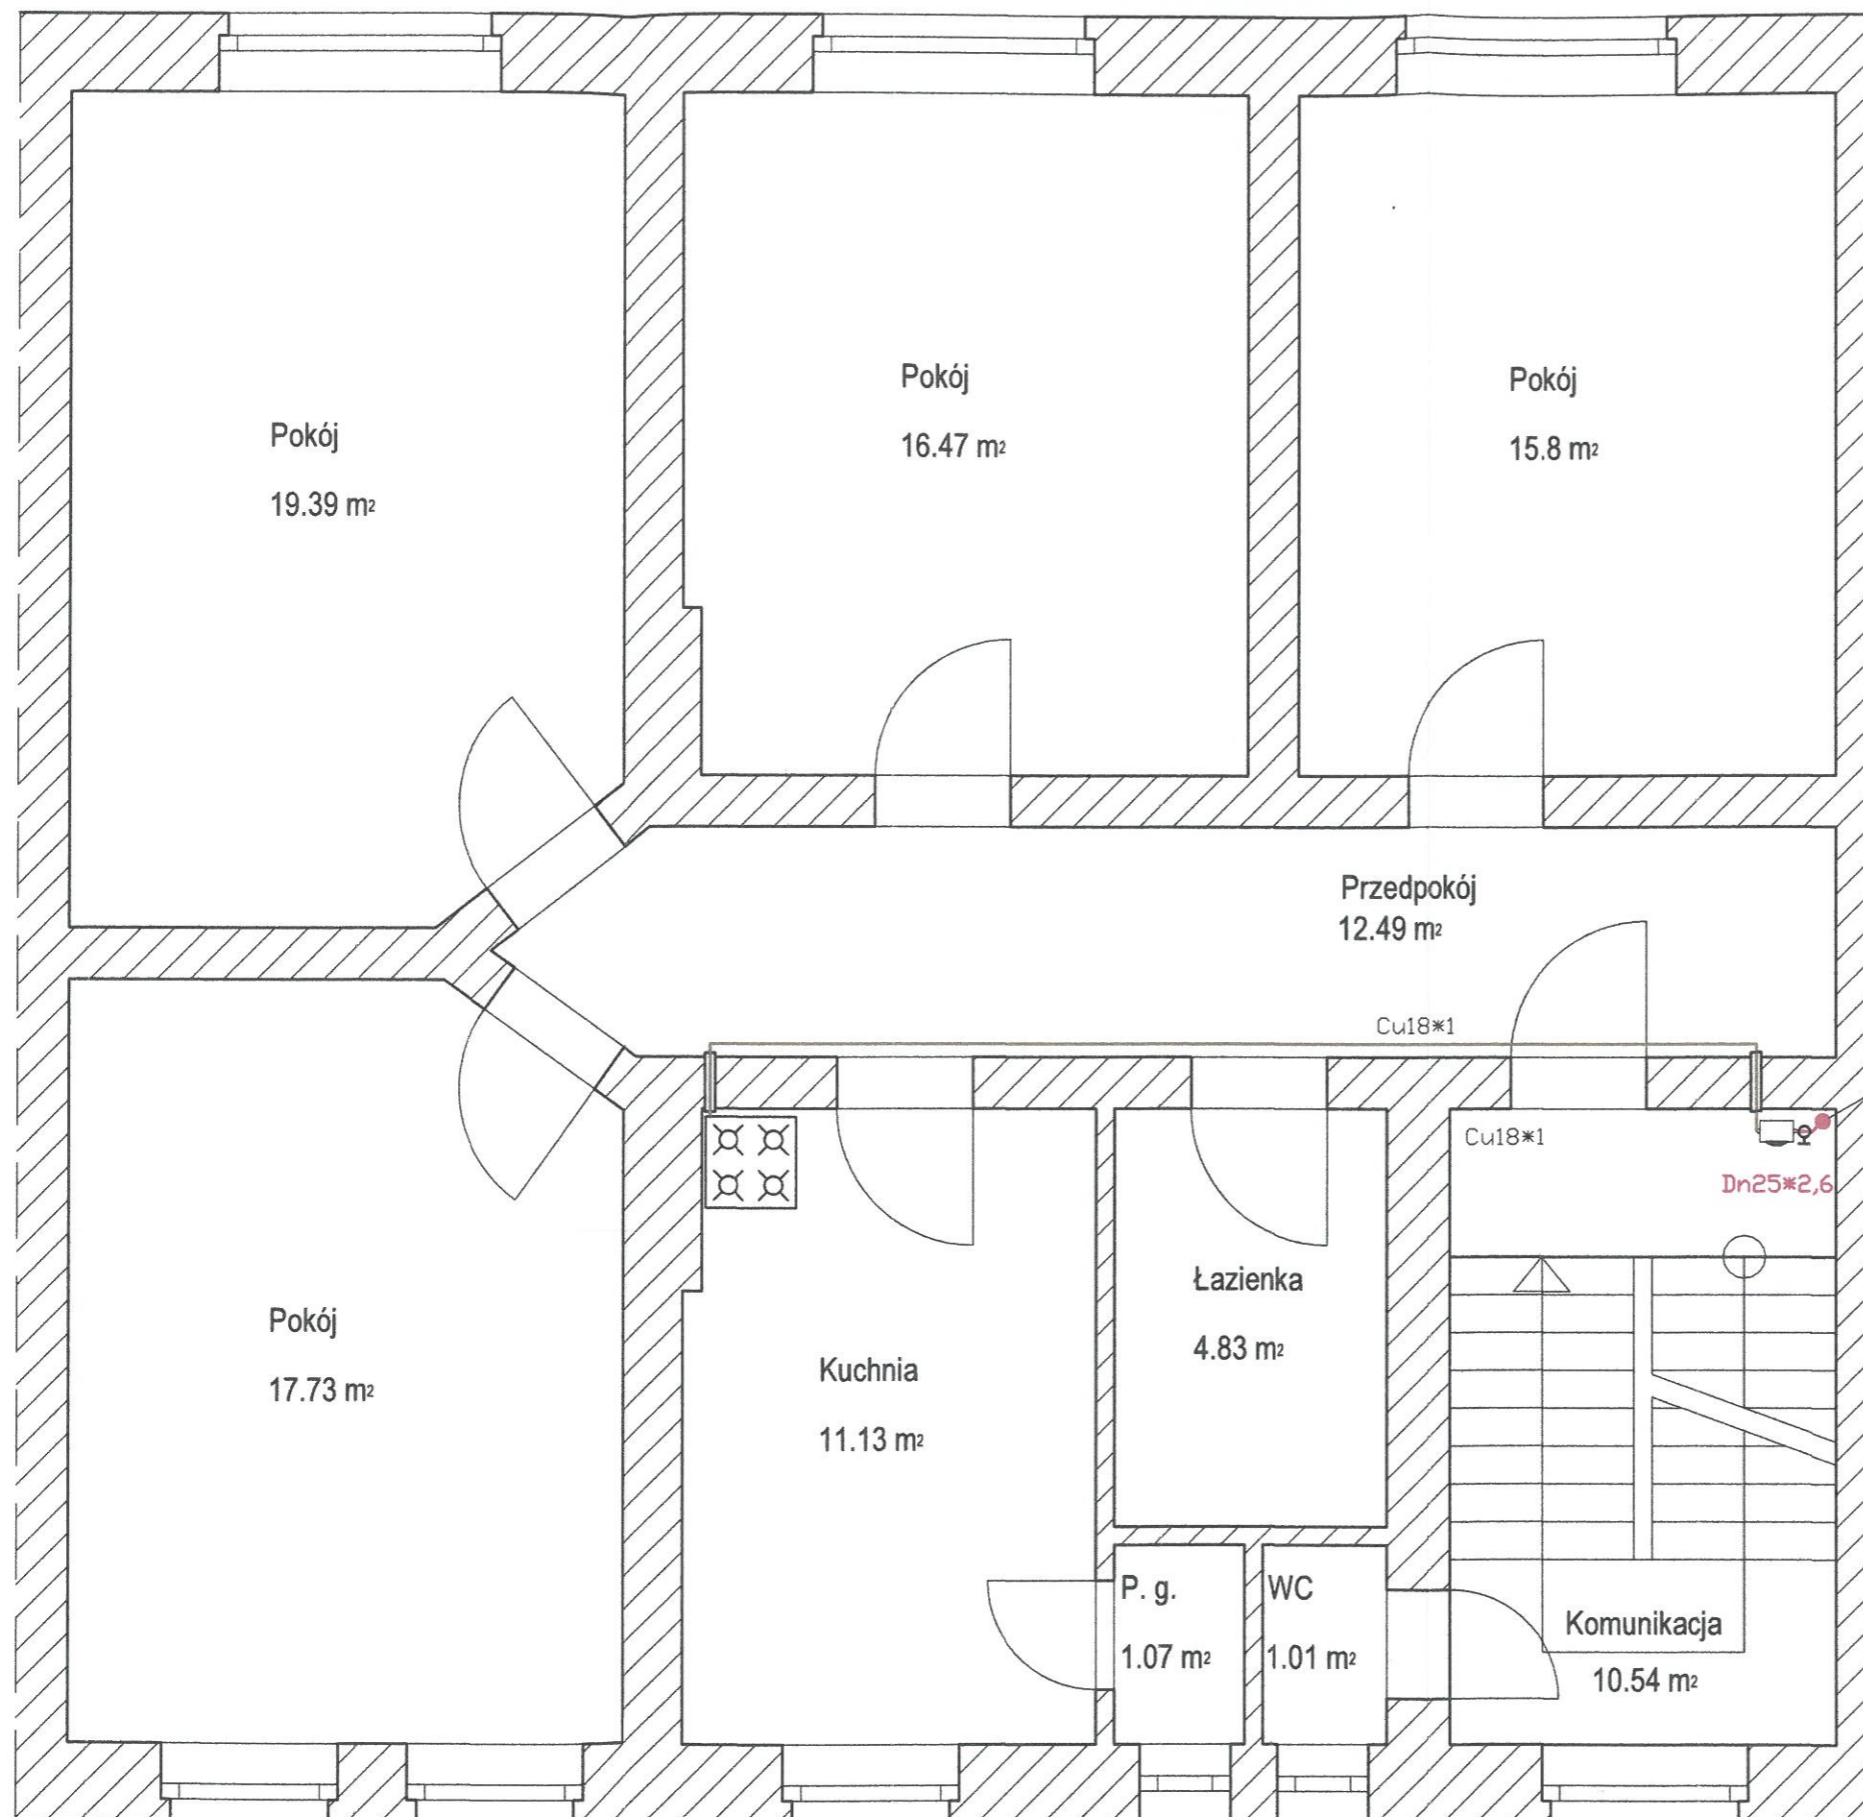 Pokój
16.47 m²
Pokój
15.8 m²
Pokój
19.39 m²
Przedpokój
12.49 m²
Cu18*1
Cu18*1
Dn25*2,6
Łazienka
4.83 m²
Pokój
17.73 m²
Kuchnia
11.13 m²
P. g.
1.07 m²
WC
1.01 m²
Komunikacja
10.54 m²